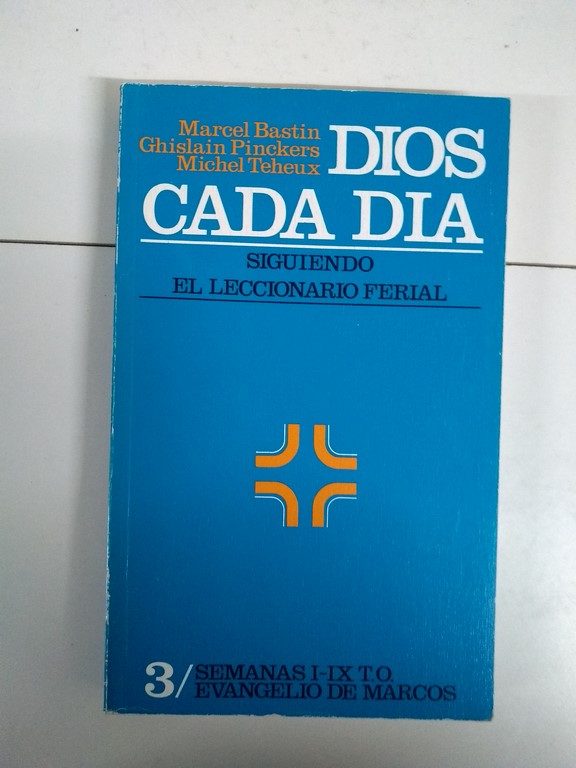 Marcel Bastin
Ghislain Pinckers
Michel Teheux
DIOS
CADA DIA
SIGUIENDO
EL LECCIONARIO FERIAL
3/ SEMANAS I-IX T.O.
EVANGELIO DE MARCOS